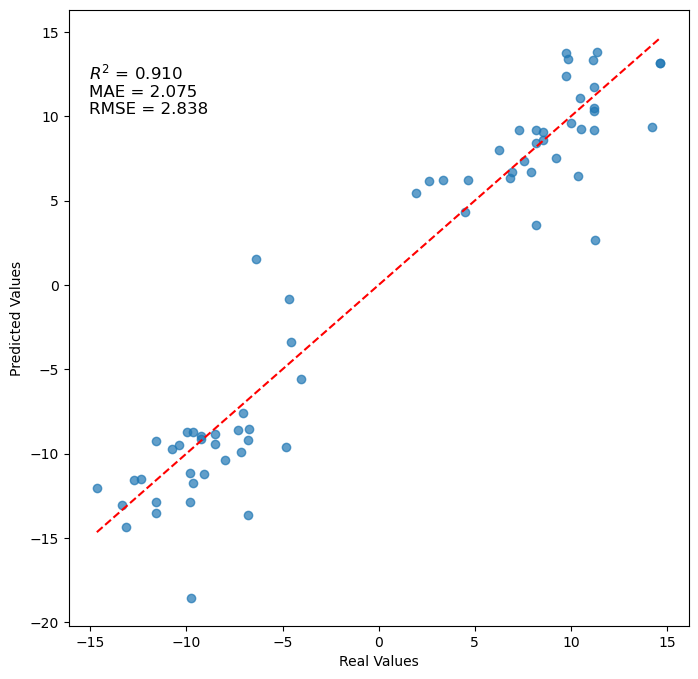 15
10
5
0
−5
−10
−15
−20
Predicted Values
R² = 0.910
MAE = 2.075
RMSE = 2.838
−15 −10 −5 0 5 10 15
Real Values